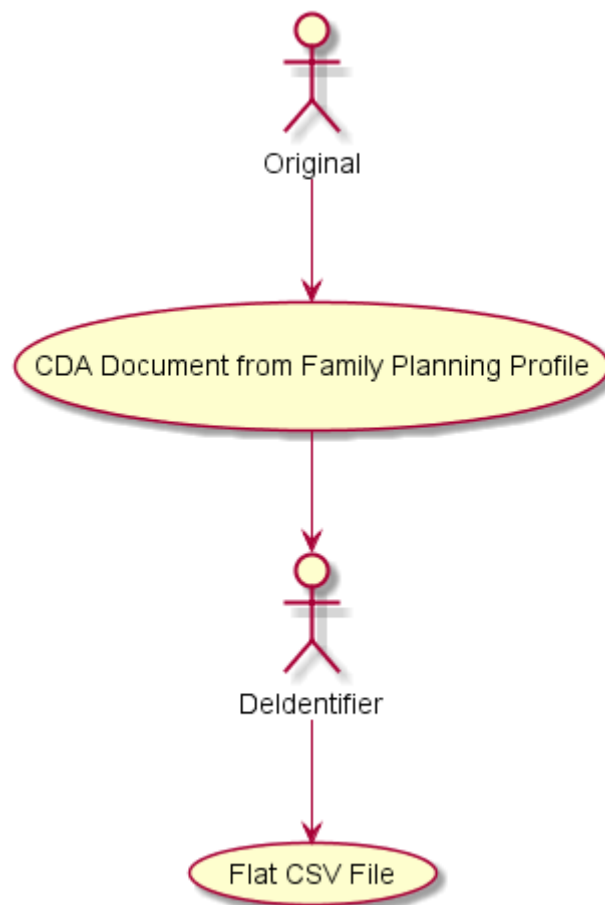 Original
CDA Document from Family Planning Profile
DeIdentifier
Flat CSV File